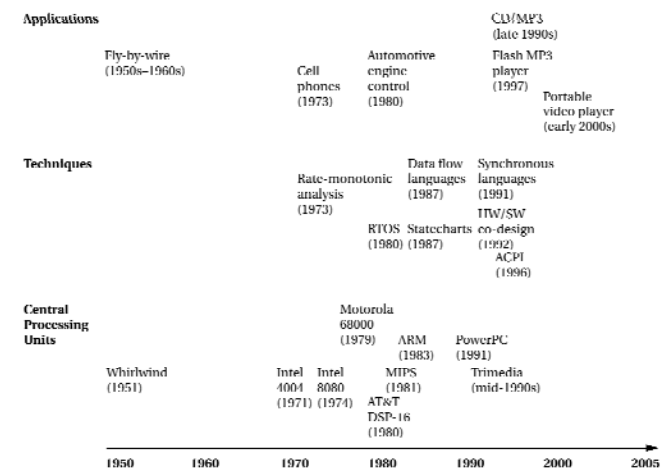 Applications
CD/MP3
(late 1990s)
Fly-by-wire
(1950s–1960s)
Cell
phones
(1973)
Automotive
engine
control
(1980)
Flash MP3
player
(1997)
Portable
video player
(early 2000s)
Techniques
Rate-monotonic
analysis
(1973)
Data flow
languages
(1987)
Synchronous
languages
(1991)
RTOS
(1980)
Statecharts
(1987)
HW/SW
co-design
(1992)
ACPI
(1996)
Central
Processing
Units
Motorola
68000
(1979)
ARM
(1983)
PowerPC
(1991)
Whirlwind
(1951)
Intel
4004
(1971)
Intel
8080
(1974)
MIPS
(1981)
Trimedia
(mid-1990s)
AT&T
DSP-16
(1980)
1950 1960 1970 1980 1990 2000 2005